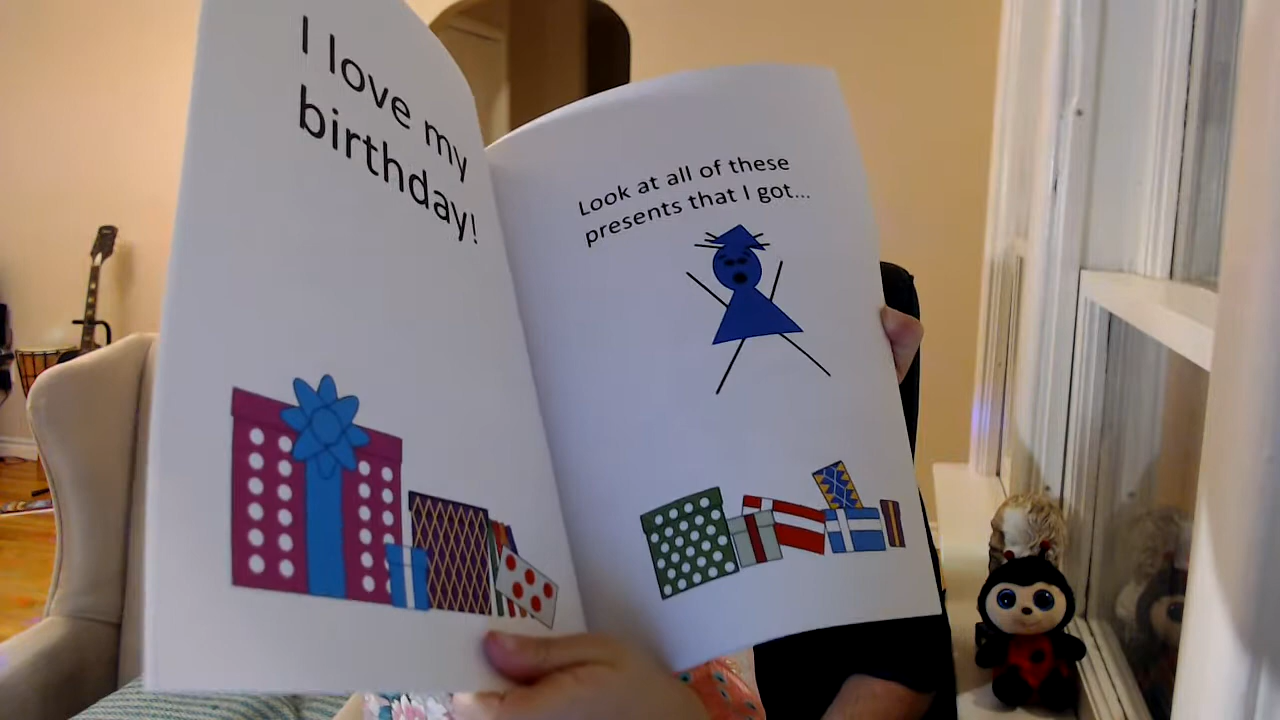 I love my
birthday!
Look at all of these
presents that I got...